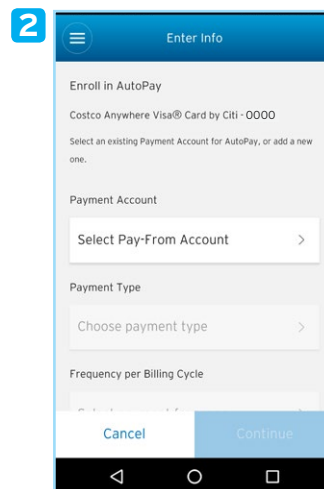 2
Enter Info
Enroll in AutoPay
Costco Anywhere Visa® Card by Citi - 0000
Select an existing Payment Account for AutoPay, or add a new
one.
Payment Account
Select Pay-From Account
Payment Type
Choose payment type
Frequency per Billing Cycle
Cancel
Continue